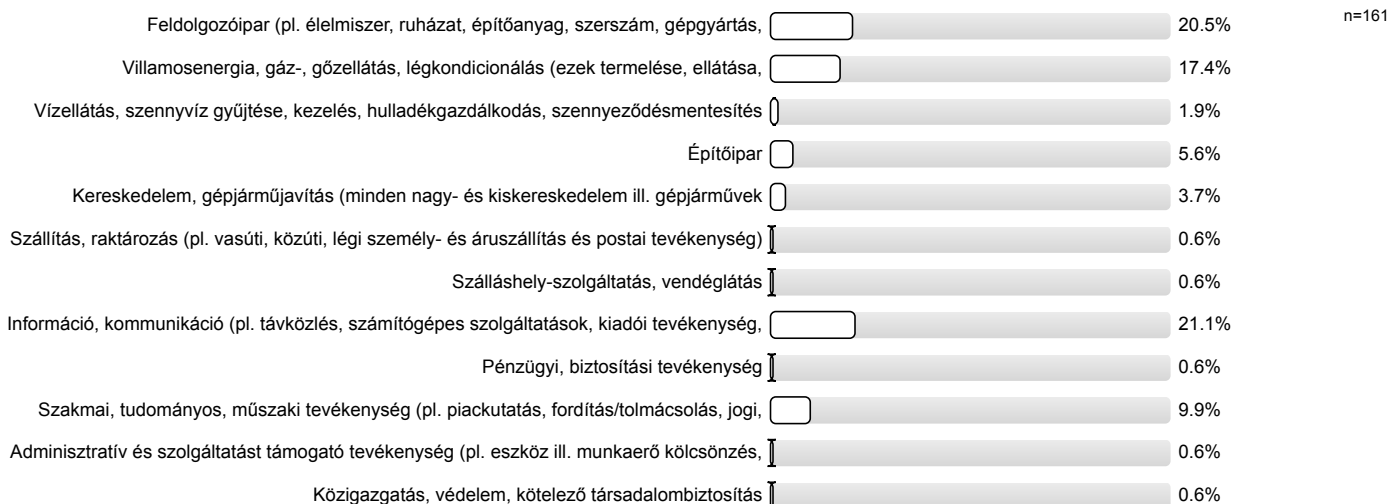 Feldolgozóipar (pl. élelmiszer, ruházat, építőanyag, szerszám, gépgyártás, 20.5% n=161
Villamosenergia, gáz-, gőzellátás, légkondicionálás (ezek termelése, ellátása, 17.4%
Vízellátás, szennyvíz gyűjtése, kezelés, hulladékgazdálkodás, szennyeződésmentesítés 1.9%
Építőipar 5.6%
Kereskedelem, gépjárműjavítás (minden nagy- és kiskereskedelem ill. gépjárművek 3.7%
Szállítás, raktározás (pl. vasúti, közúti, légi személy- és áruszállítás és postai tevékenység) 0.6%
Szálláshely-szolgáltatás, vendéglátás 0.6%
Információ, kommunikáció (pl. távközlés, számítógépes szolgáltatások, kiadói tevékenység, 21.1%
Pénzügyi, biztosítási tevékenység 0.6%
Szakmai, tudományos, műszaki tevékenység (pl. piackutatás, fordítás/tolmácsolás, jogi, 9.9%
Adminisztratív és szolgáltatást támogató tevékenység (pl. eszköz ill. munkaerő kölcsönzés, 0.6%
Közigazgatás, védelem, kötelező társadalombiztosítás 0.6%